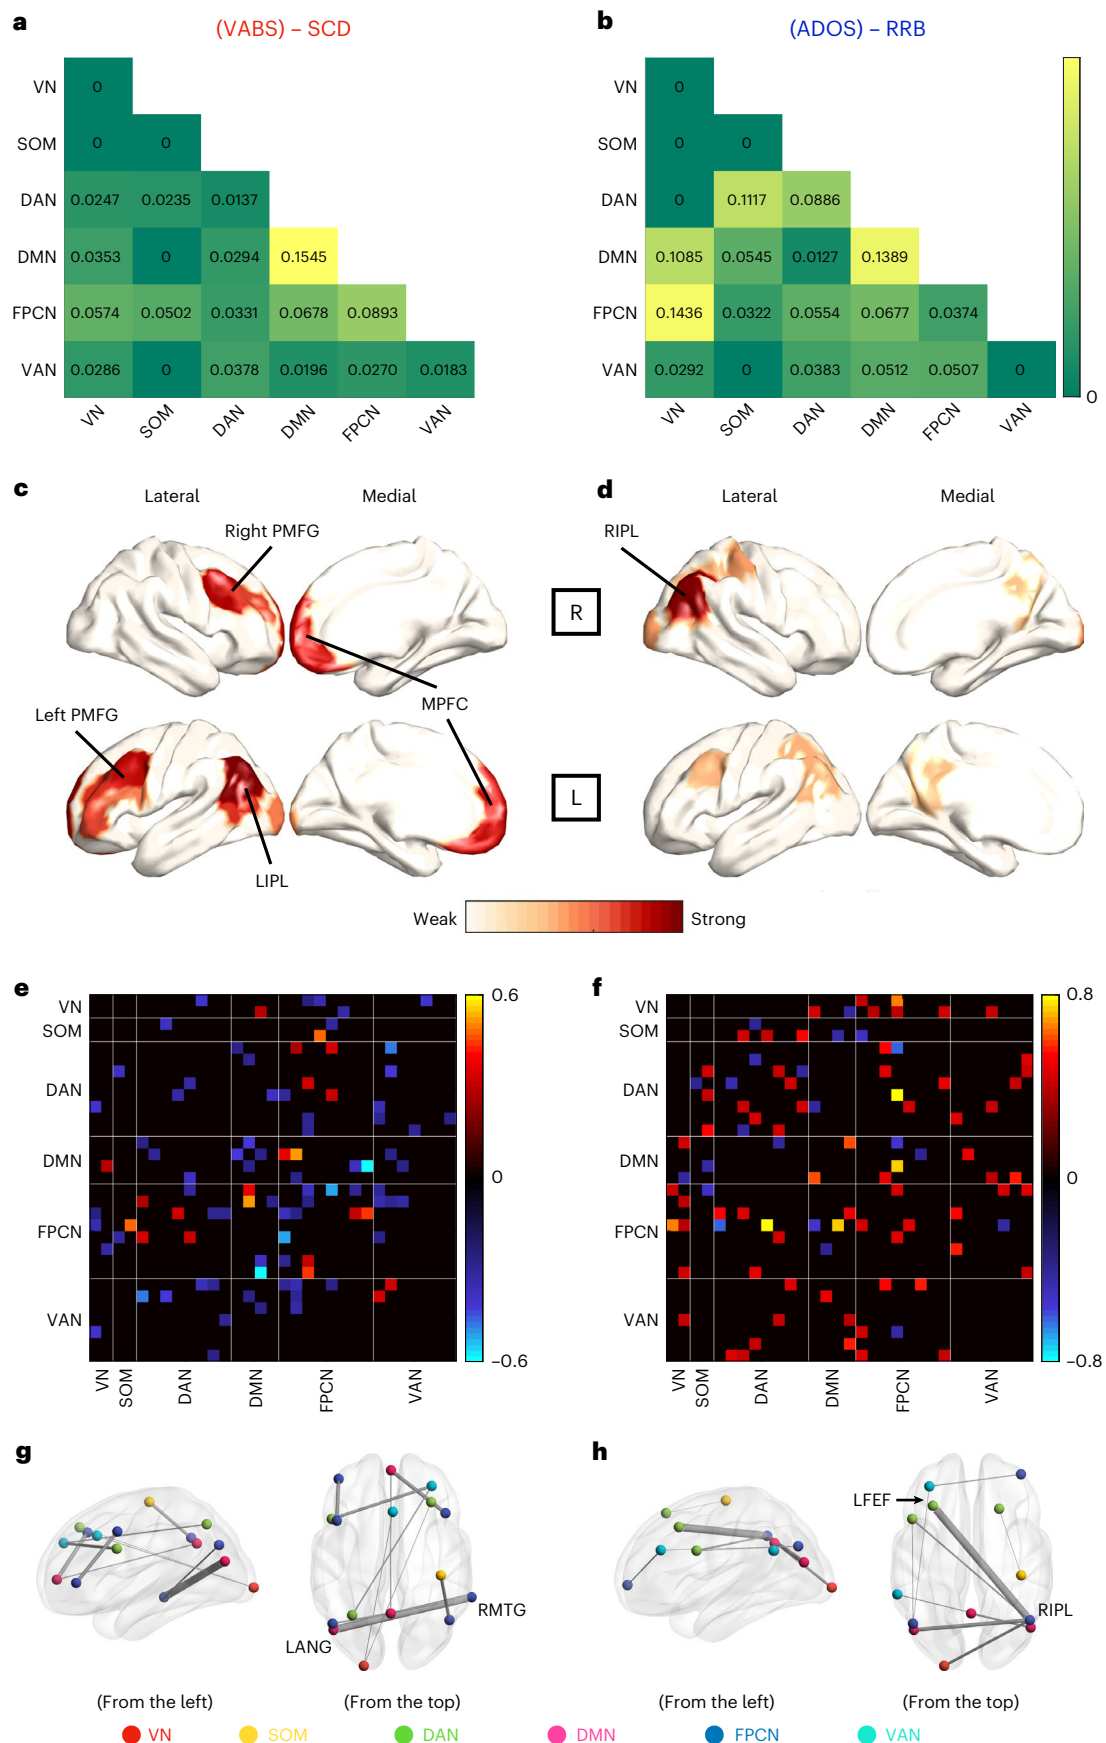 a
(VABS) – SCD
b
(ADOS) – RRB
VN 0
SOM 0 0
DAN 0.0247 0.0235 0.0137
DMN 0.0353 0 0.0294 0.1545
FPCN 0.0574 0.0502 0.0331 0.0678 0.0893
VAN 0.0286 0 0.0378 0.0196 0.0270 0.0183
VN SOM DAN DMN FPCN VAN
VN 0
SOM 0 0
DAN 0 0.1117 0.0886
DMN 0.1085 0.0545 0.0127 0.1389
FPCN 0.1436 0.0322 0.0554 0.0677 0.0374
VAN 0.0292 0 0.0383 0.0512 0.0507 0
VN SOM DAN DMN FPCN VAN
0
c
Lateral Medial
Right PMFG
MPFC
Left PMFG
LIPL
R
L
d
Lateral Medial
RIPL
Weak Strong
e
VN
SOM
DAN
DMN
FPCN
VAN
VN SOM DAN DMN FPCN VAN
0.6
0
–0.6
f
VN
SOM
DAN
DMN
FPCN
VAN
VN SOM DAN DMN FPCN VAN
0.8
0
–0.8
g
RMTG
LANG
(From the left) (From the top)
h
LFEF
RIPL
(From the left) (From the top)
VN SOM DAN DMN FPCN VAN